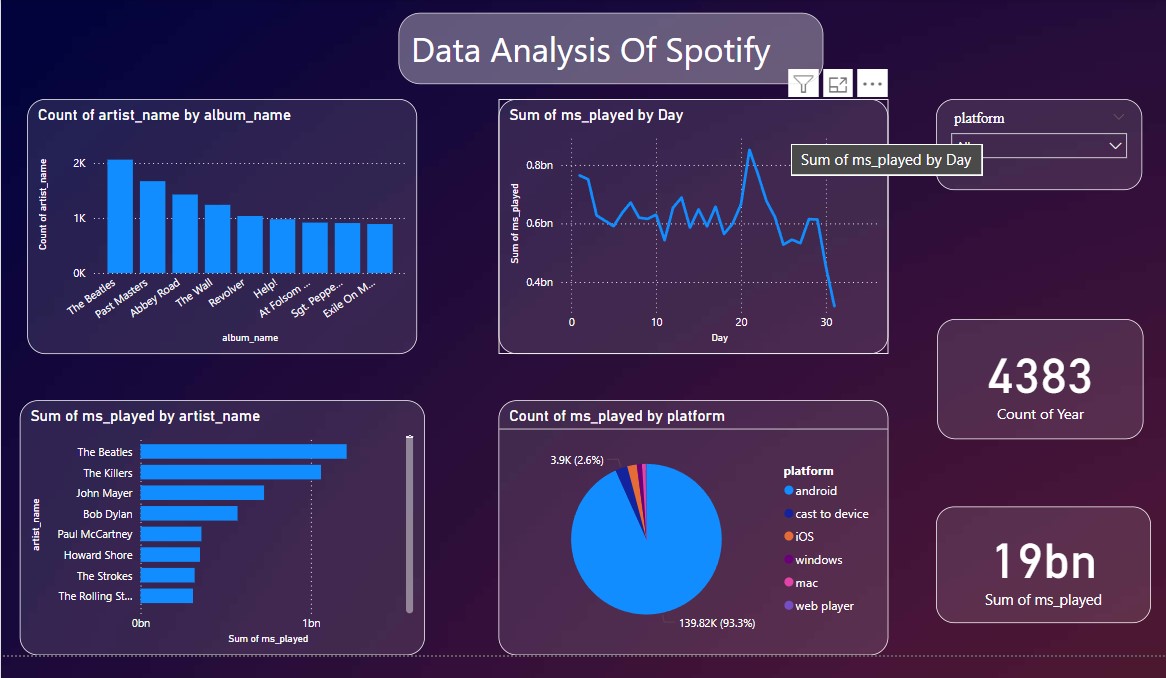 Data Analysis Of Spotify
Count of artist_name by album_name
Count of artist_name
2K
1K
0K
The Beatles
Past Masters
Abbey Road
The Wall
Revolver
Help!
At Folsom ...
Sgt. Peppe...
Exile On M...
album_name
Sum of ms_played by Day
Sum of ms_played
0.8bn
0.6bn
0.4bn
0
10
20
30
Day
Sum of ms_played by Day
platform
4383
Count of Year
Sum of ms_played by artist_name
artist_name
The Beatles
The Killers
John Mayer
Bob Dylan
Paul McCartney
Howard Shore
The Strokes
The Rolling St...
0bn
1bn
Sum of ms_played
Count of ms_played by platform
3.9K (2.6%)
139.82K (93.3%)
platform
android
cast to device
iOS
windows
mac
web player
19bn
Sum of ms_played